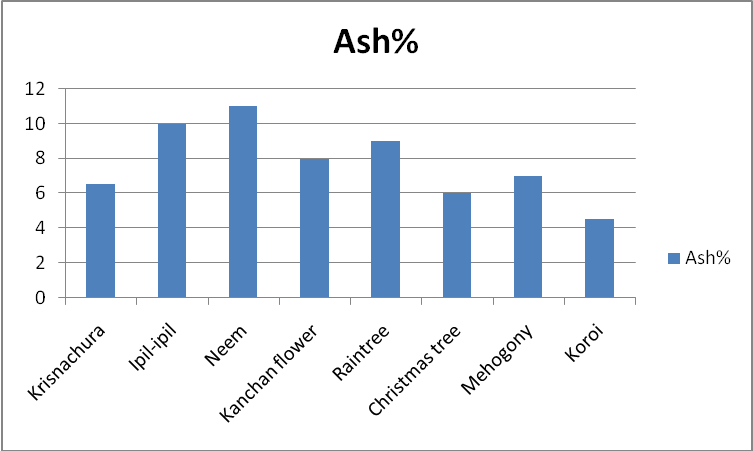 Ash%
12
10
8
6
4
2
0
Krisnachura
Ipil-ipil
Neem
Kanchan flower
Raintree
Christmas tree
Mehogony
Koroi
Ash%